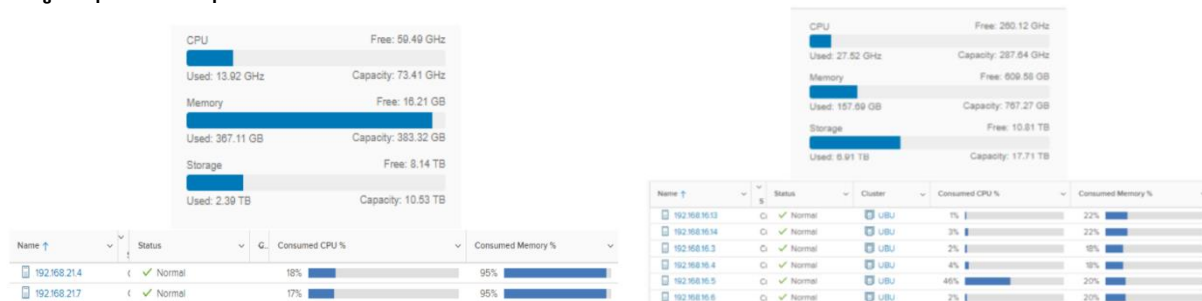 CPU Free: 59.49 GHz
Used: 13.92 GHz Capacity: 73.41 GHz
Memory Free: 16.21 GB
Used: 367.11 GB Capacity: 383.32 GB
Storage Free: 8.14 TB
Used: 2.39 TB Capacity: 10.53 TB
Name ↑ Status G.. Consumed CPU % Consumed Memory %
192.168.21.4 ✓ Normal 18% 95%
192.168.21.7 ✓ Normal 17% 95%
CPU Free: 260.12 GHz
Used: 27.52 GHz Capacity: 287.64 GHz
Memory Free: 609.58 GB
Used: 157.69 GB Capacity: 767.27 GB
Storage Free: 10.81 TB
Used: 6.91 TB Capacity: 17.71 TB
Name ↑ S Status Cluster Consumed CPU % Consumed Memory %
192.168.16.13 ✓ Normal UBU 1% 22%
192.168.16.14 ✓ Normal UBU 3% 22%
192.168.16.3 ✓ Normal UBU 2% 18%
192.168.16.4 ✓ Normal UBU 4% 18%
192.168.16.5 ✓ Normal UBU 46% 20%
192.168.16.6 ✓ Normal UBU 2% 20%